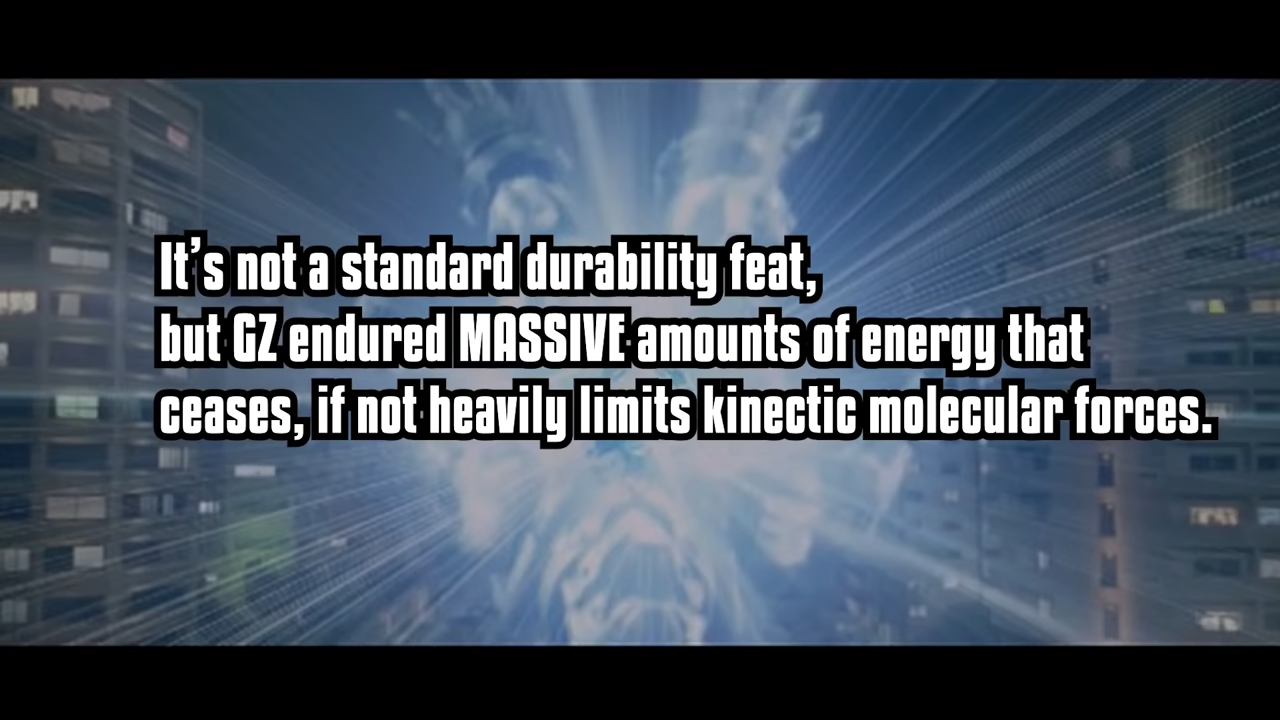 It’s not a standard durability feat,
but GZ endured MASSIVE amounts of energy that
ceases, if not heavily limits kinectic molecular forces.